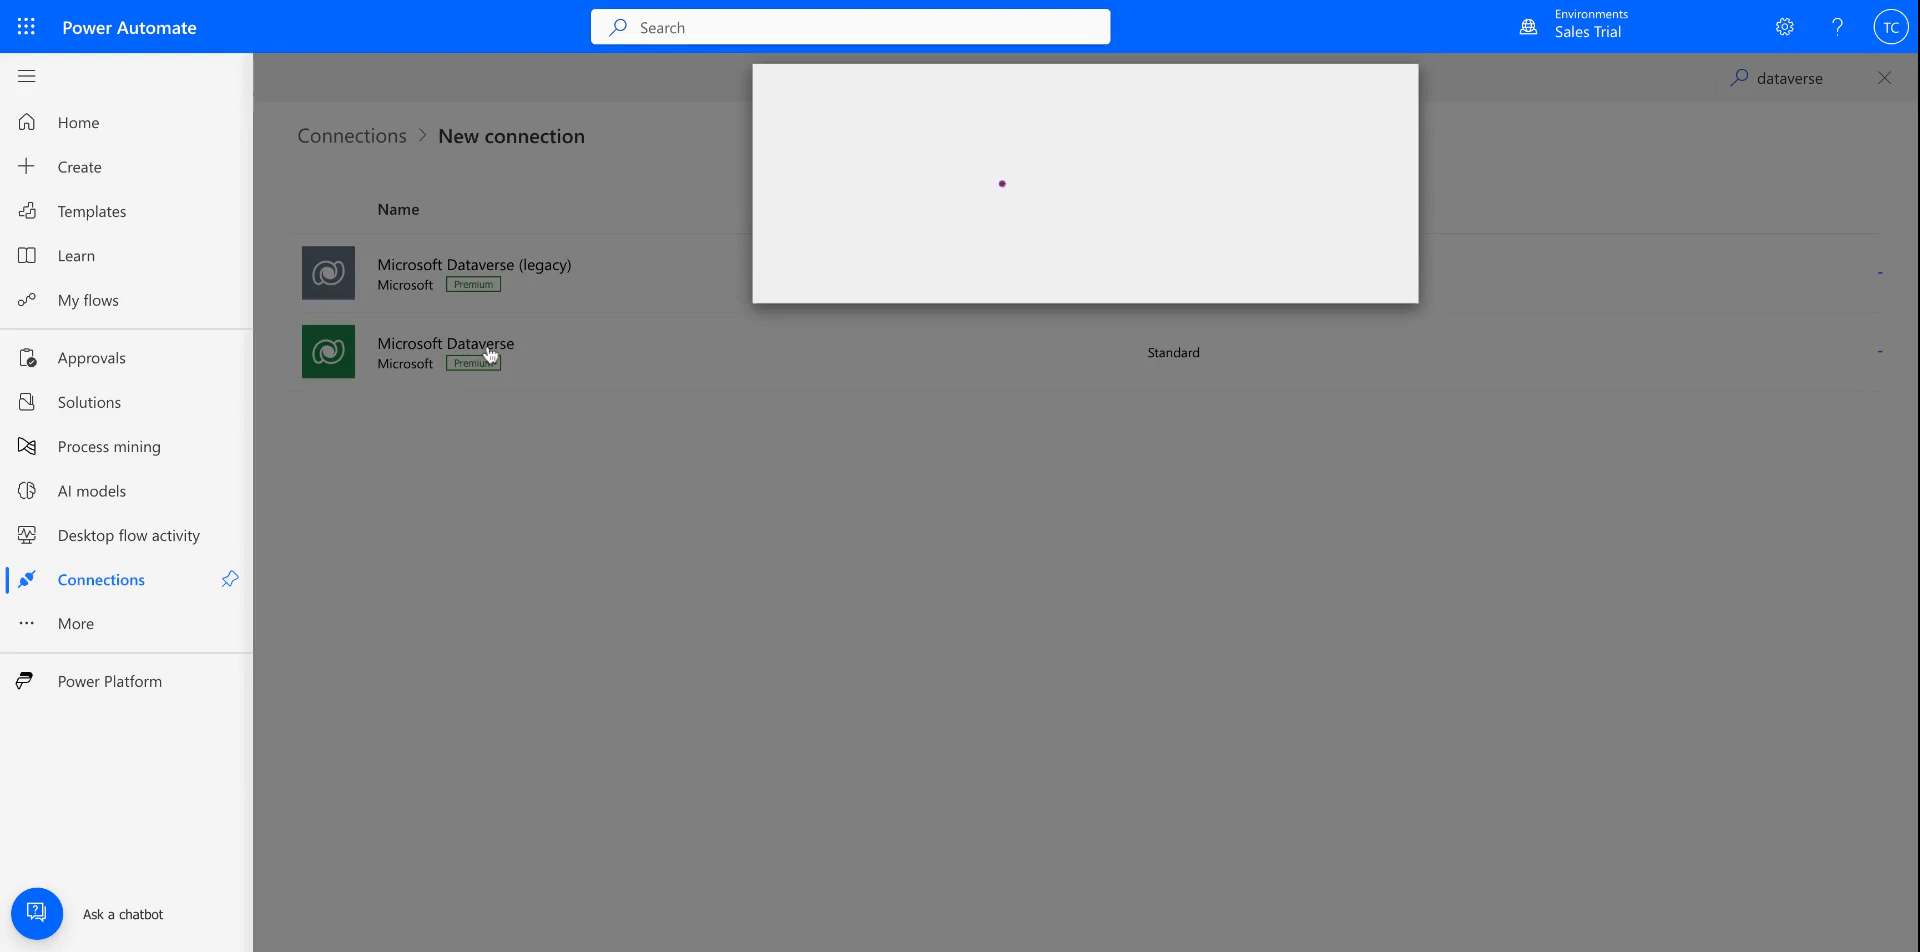 Power Automate
Search
Environments
Sales Trial
TC
dataverse
Home
Create
Templates
Learn
My flows
Approvals
Solutions
Process mining
AI models
Desktop flow activity
Connections
More
Power Platform
Ask a chatbot
Connections > New connection
Name
Microsoft Dataverse (legacy)
Microsoft Premium
-
Microsoft Dataverse
Microsoft Premium
Standard
-